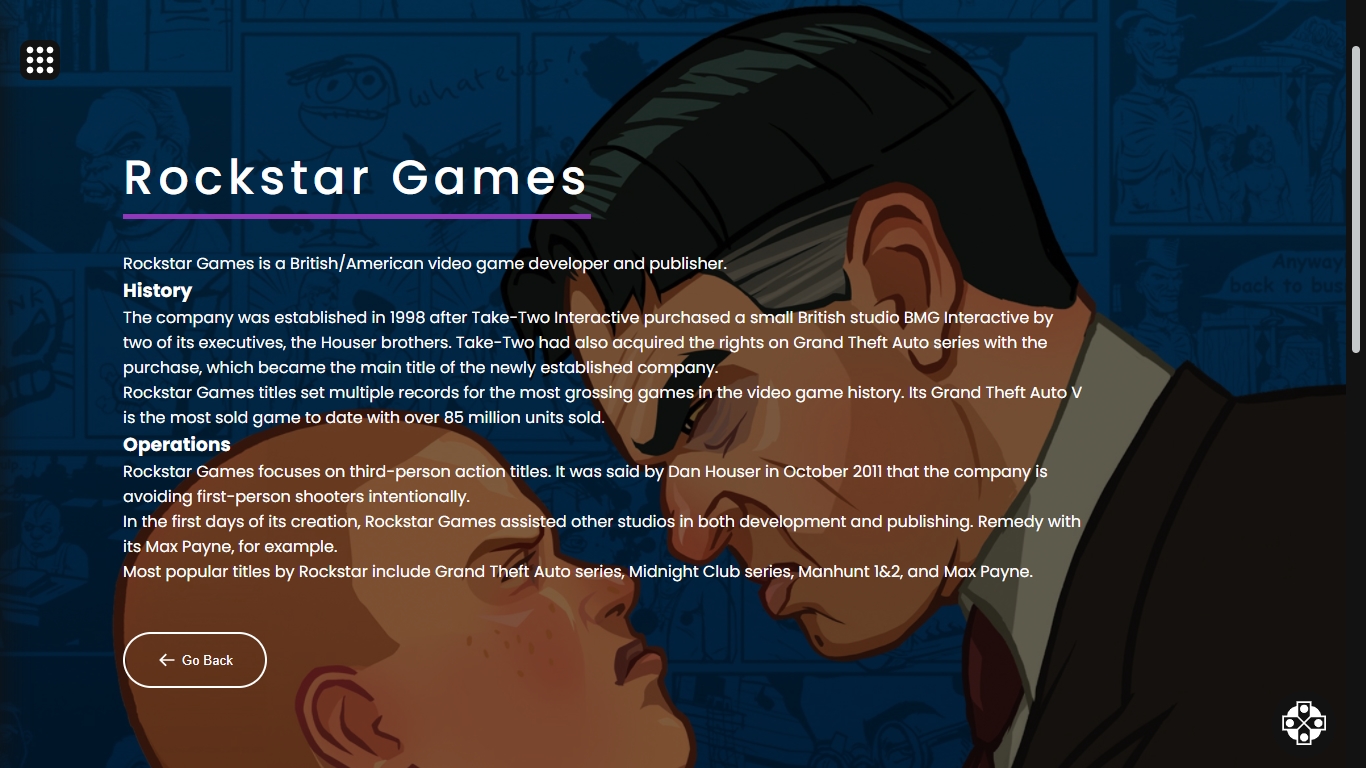 what ever!
Rockstar Games
Anyway
back to bus
Rockstar Games is a British/American video game developer and publisher.
History
The company was established in 1998 after Take-Two Interactive purchased a small British studio BMG Interactive by
two of its executives, the Houser brothers. Take-Two had also acquired the rights on Grand Theft Auto series with the
purchase, which became the main title of the newly established company.
Rockstar Games titles set multiple records for the most grossing games in the video game history. Its Grand Theft Auto V
is the most sold game to date with over 85 million units sold.
Operations
Rockstar Games focuses on third-person action titles. It was said by Dan Houser in October 2011 that the company is
avoiding first-person shooters intentionally.
In the first days of its creation, Rockstar Games assisted other studios in both development and publishing. Remedy with
its Max Payne, for example.
Most popular titles by Rockstar include Grand Theft Auto series, Midnight Club series, Manhunt 1&2, and Max Payne.
Go Back